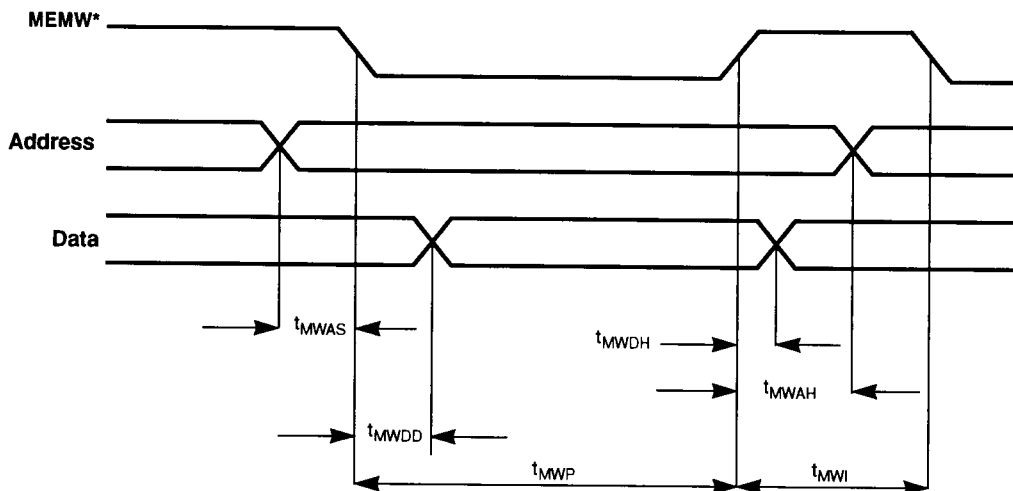 MEMW*
Address
Data
tMWAS
tMWDH
tMWAH
tMWDD
tMWP
tMWI